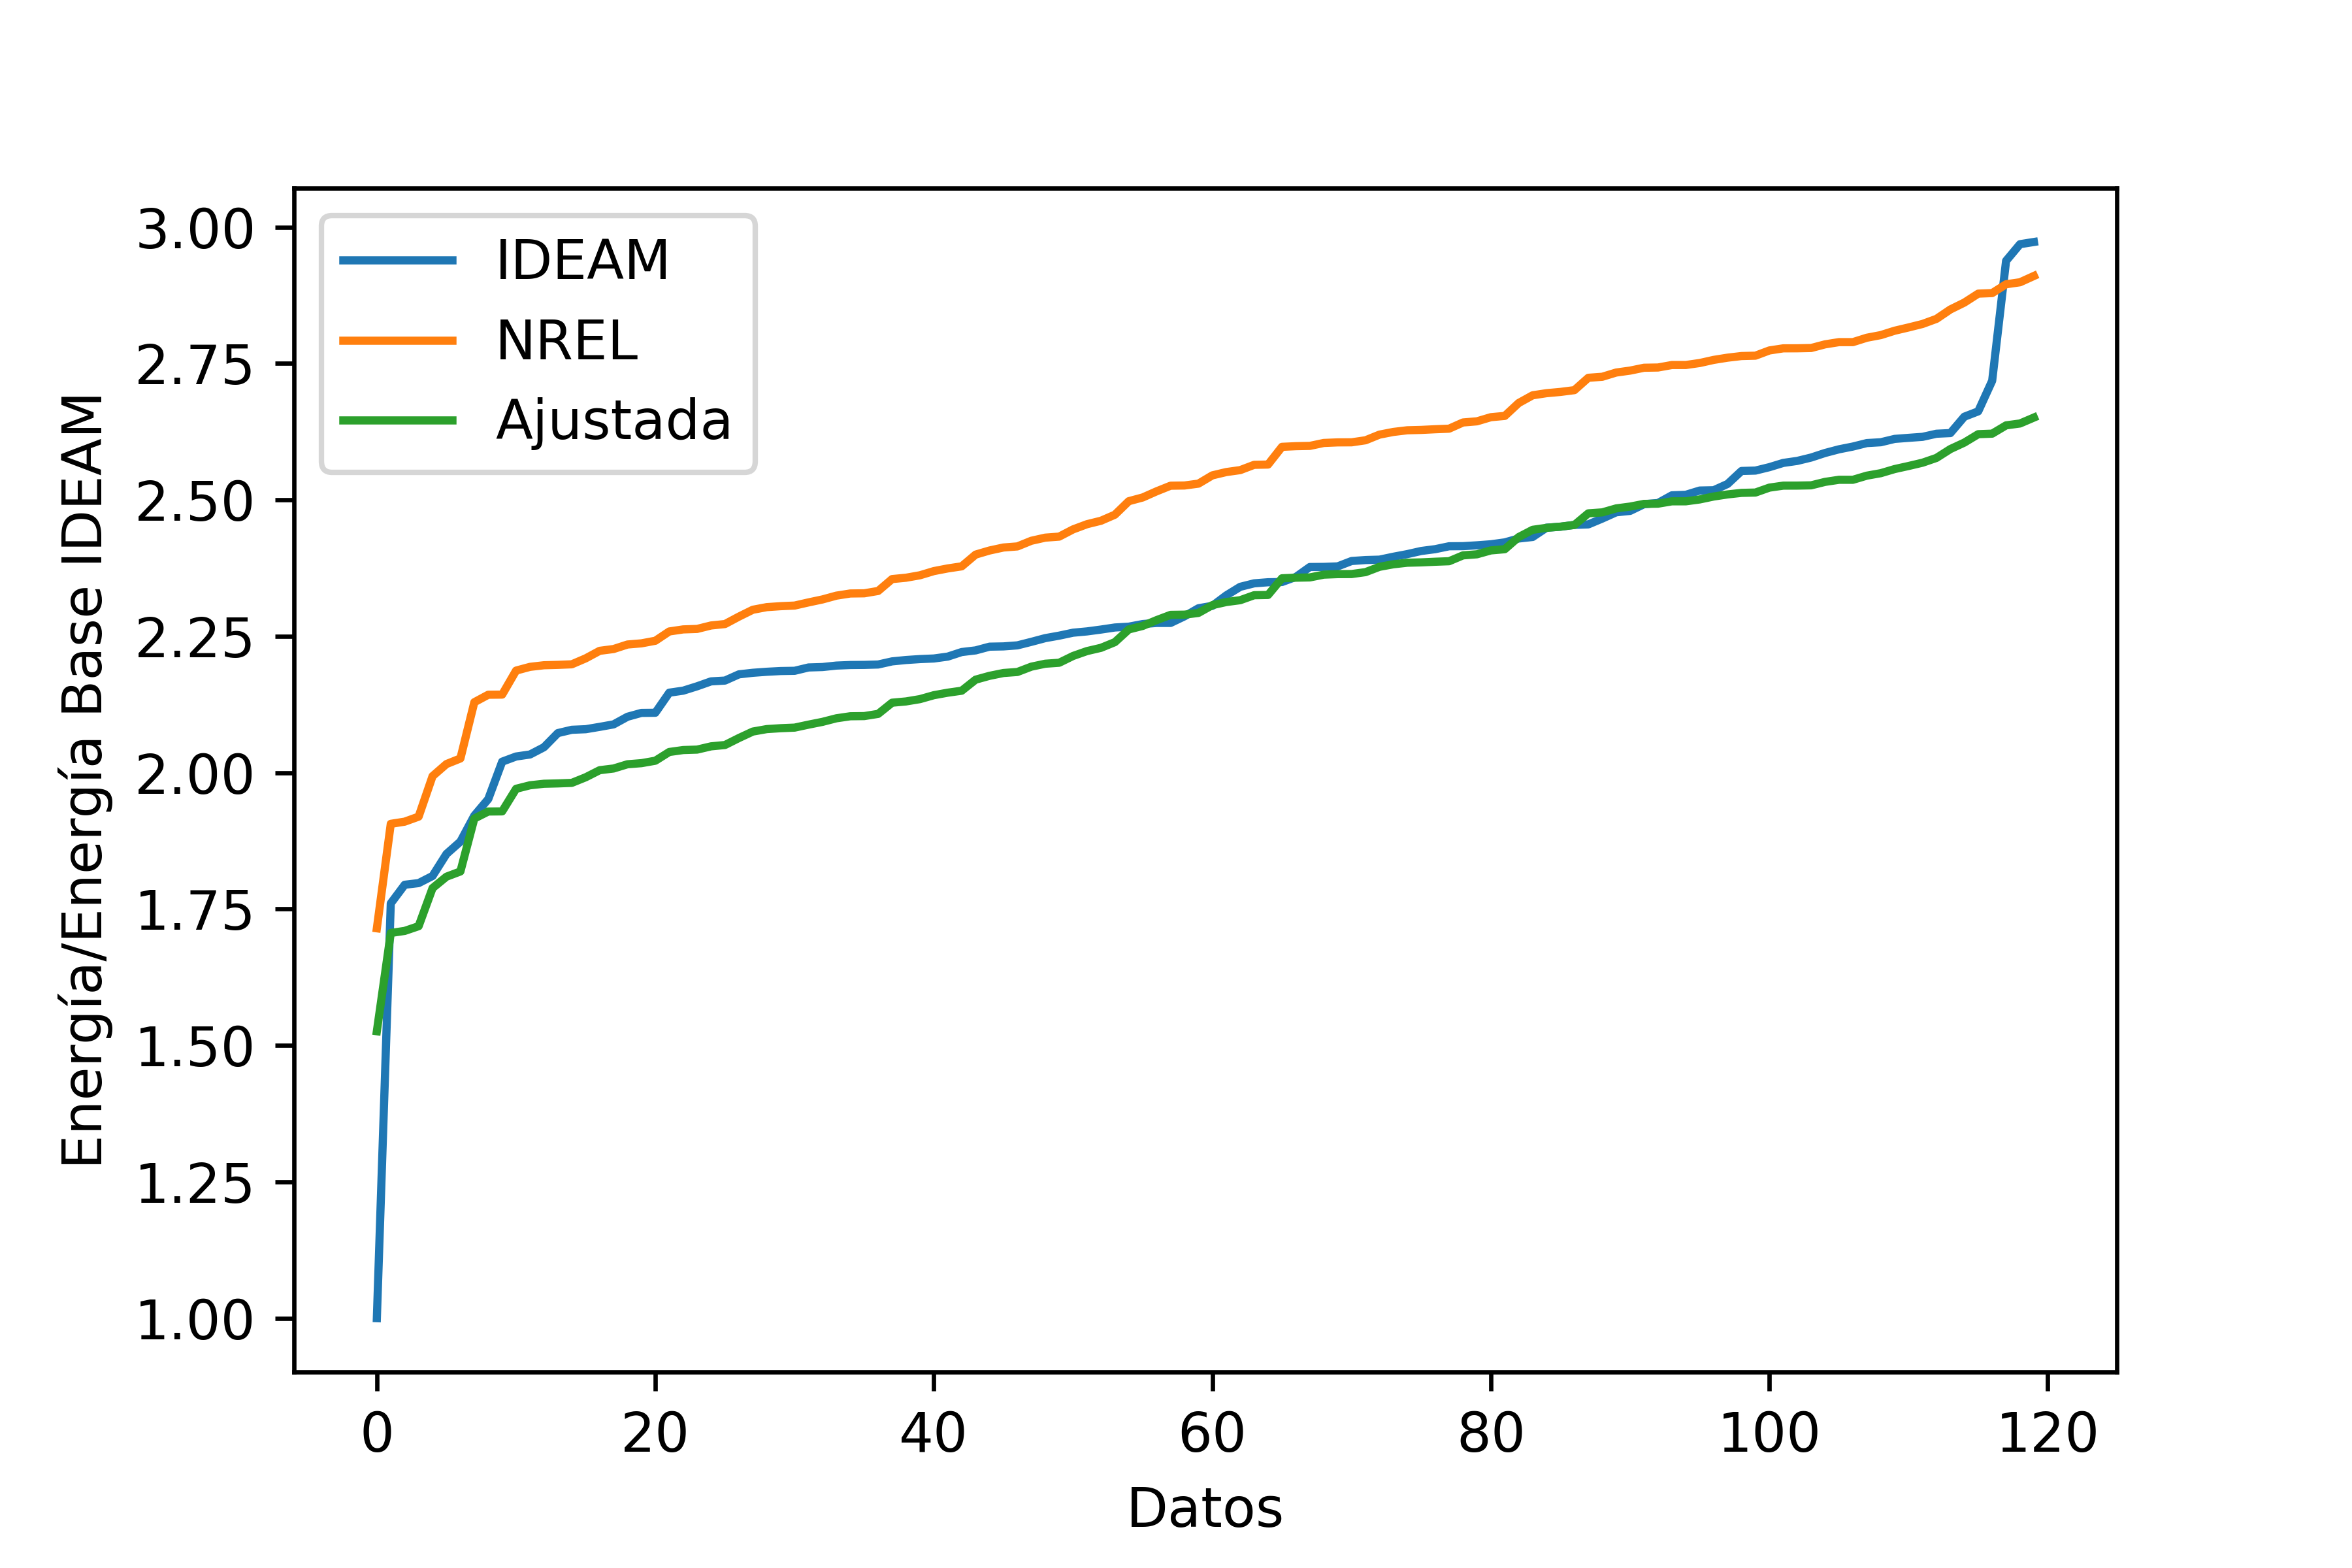 IDEAM
NREL
Ajustada
3.00
2.75
2.50
2.25
2.00
1.75
1.50
1.25
1.00
Energía/Energía Base IDEAM
0 20 40 60 80 100 120
Datos